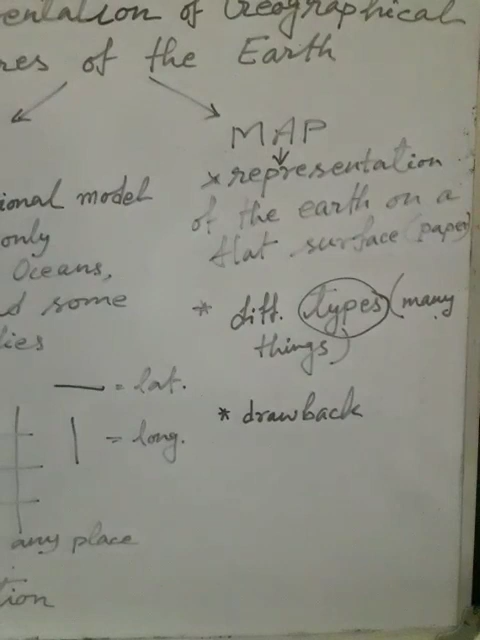 entation of Geographical
res of the Earth
MAP
ional model
only
Oceans,
d some
lies
— = lat.
| = long.
any place
tion
* representation
of the earth on a
flat surface (paper)
* diff. types (many
things)
* drawback